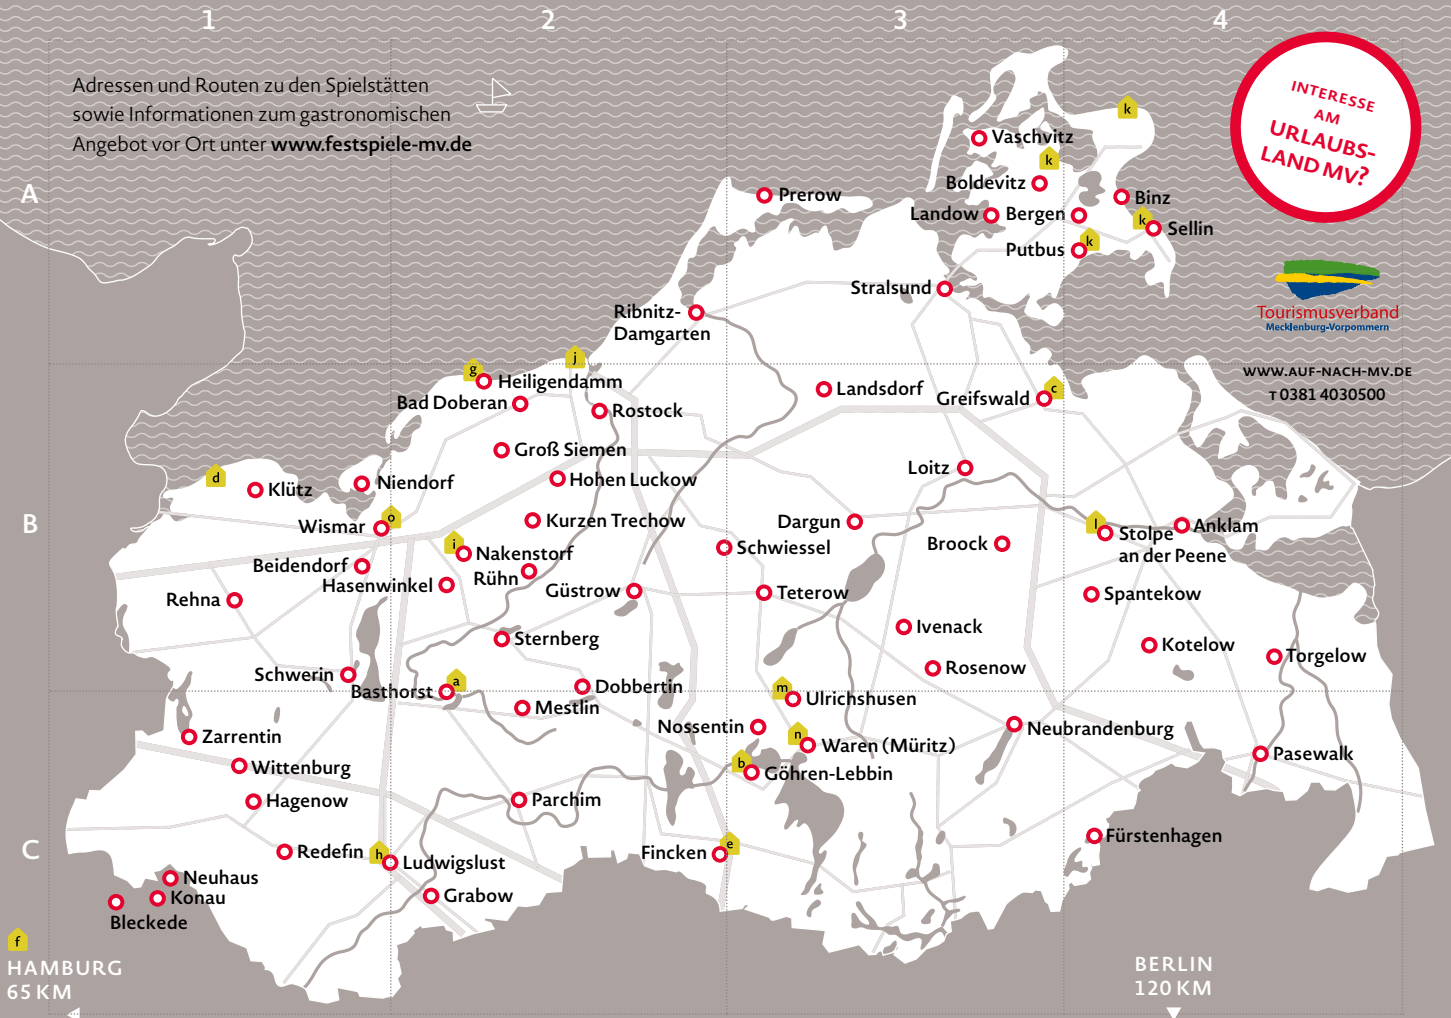 1
2
3
4
Adressen und Routen zu den Spielstätten
sowie Informationen zum gastronomischen
Angebot vor Ort unter www.festspiele-mv.de
INTERESSE
AM
URLAUBS-
LAND MV?
k
Vaschvitz
k
Boldevitz
A
Prerow
Binz
Landow
Bergen
k
Sellin
k
Putbus
Stralsund
Tourismusverband
Mecklenburg-Vorpommern
Ribnitz-
Damgarten
WWW.AUF-NACH-MV.DE
T 0381 4030500
j
g
Heiligendamm
Landsdorf
c
Greifswald
Bad Doberan
Rostock
Groß Siemen
Loitz
d
Klütz
Niendorf
Hohen Luckow
B
o
Wismar
Kurzen Trechow
Dargun
l
Stolpe
an der Peene
Anklam
i
Nakenstorf
Schwiessel
Broock
Beidendorf
Rühn
Hasenwinkel
Güstrow
Teterow
Spantekow
Rehna
Ivenack
Sternberg
Kotelow
Torgelow
Rosenow
Schwerin
a
Basthorst
Dobbertin
m
Ulrichshusen
Mestlin
Nossentin
Neubrandenburg
Zarrentin
n
Waren (Müritz)
Pasewalk
Wittenburg
b
Göhren-Lebbin
Hagenow
Parchim
Fürstenhagen
C
Redefin
h
Ludwigslust
Fincken
e
Neuhaus
Konau
Grabow
Bleckede
f
HAMBURG
65 KM
BERLIN
120 KM